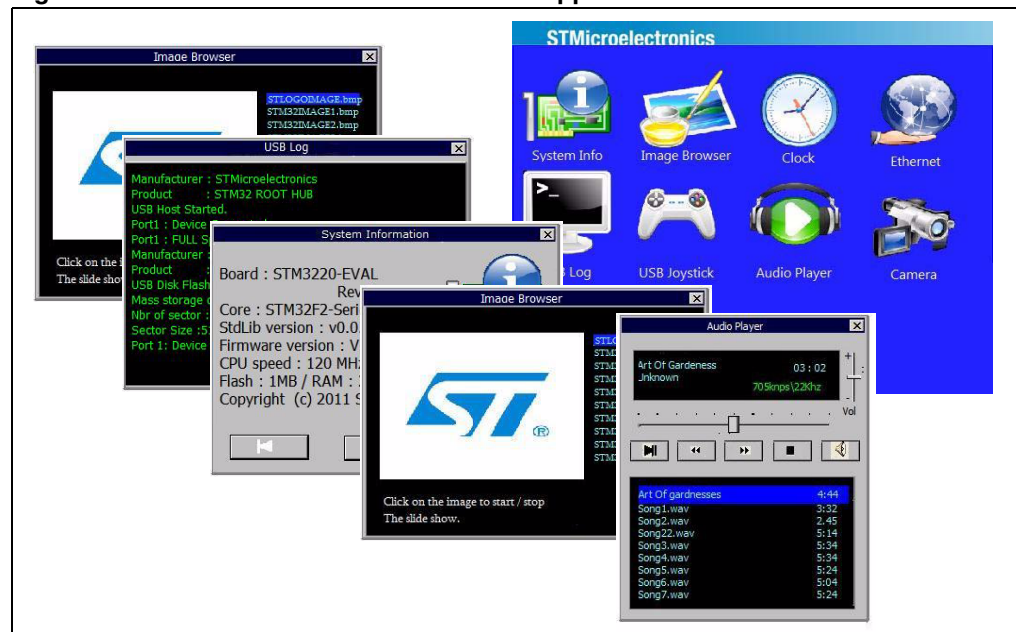 STMicroelectronics
System Info
Image Browser
Clock
Ethernet
Log
USB Joystick
Audio Player
Camera
Image Browser
STLOGOIMAGE.bmp
STM32IMAGE1.bmp
STM32IMAGE2.bmp
Click on the
The slide
USB Log
Manufacturer : STMicroelectronics
Product : STM32 ROOT HUB
USB Host Started.
Port1 : Device
Port1 : FULL
Manufacturer :
Product :
USB Disk Flash
Mass storage
Nbr of sector :
Sector Size :5
Port 1: Device
System Information
Board : STM3220-EVAL
Rev
Core : STM32F2-Seri
StdLib version : v0.0
Firmware version : V
CPU speed : 120 MH
Flash : 1MB / RAM :
Copyright (c) 2011 S
Image Browser
ST
®
Click on the image to start / stop
The slide show.
Audio Player
Art Of Gardeness
03 : 02
Jnknown
705knps\22Khz
+
-
Vol
Art Of gardnesses 4:44
Song1.wav 3:32
Song2.wav 2.45
Song22.wav 5:14
Song3.wav 5:34
Song4.wav 5:34
Song5.wav 5:24
Song6.wav 5:04
Song7.wav 5:24